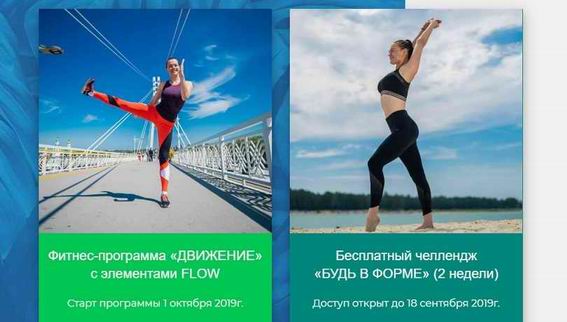 Фитнес-программа «ДВИЖЕНИЕ»
с элементами FLOW
Старт программы 1 октября 2019г.
Бесплатный челлендж
«БУДЬ В ФОРМЕ» (2 недели)
Доступ открыт до 18 сентября 2019г.